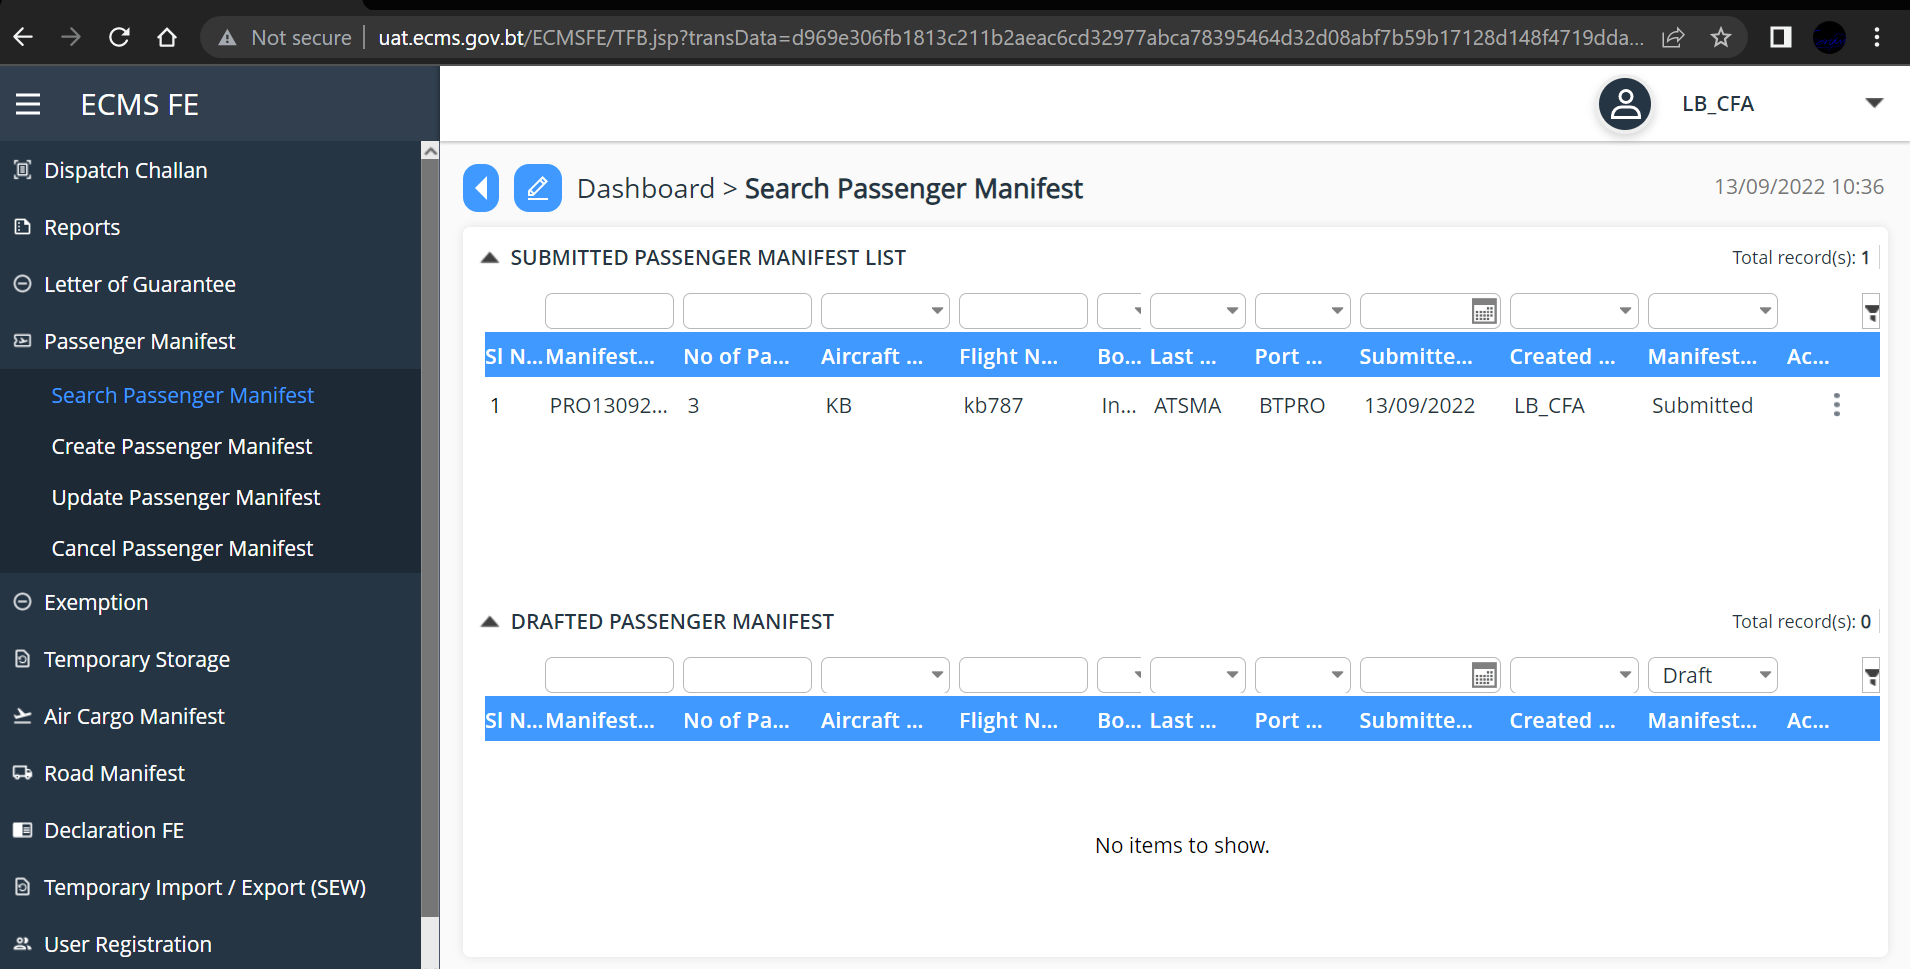 Not secure
uat.ecms.gov.bt/ECMSFE/TFB.jsp?transData=d969e306fb1813c211b2aeac6cd32977abca78395464d32d08abf7b59b17128d148f4719dda...
ECMS FE
LB_CFA
Dispatch Challan
Reports
Letter of Guarantee
Passenger Manifest
Search Passenger Manifest
Create Passenger Manifest
Update Passenger Manifest
Cancel Passenger Manifest
Exemption
Temporary Storage
Air Cargo Manifest
Road Manifest
Declaration FE
Temporary Import / Export (SEW)
User Registration
Dashboard > Search Passenger Manifest
13/09/2022 10:36
SUBMITTED PASSENGER MANIFEST LIST
Total record(s): 1
Sl N... Manifest... No of Pa... Aircraft ... Flight N... Bo... Last ... Port ... Submitte... Created ... Manifest... Ac...
1 PRO13092... 3 KB kb787 In... ATSMA BTPRO 13/09/2022 LB_CFA Submitted
DRAFTED PASSENGER MANIFEST
Total record(s): 0
Draft
Sl N... Manifest... No of Pa... Aircraft ... Flight N... Bo... Last ... Port ... Submitte... Created ... Manifest... Ac...
No items to show.